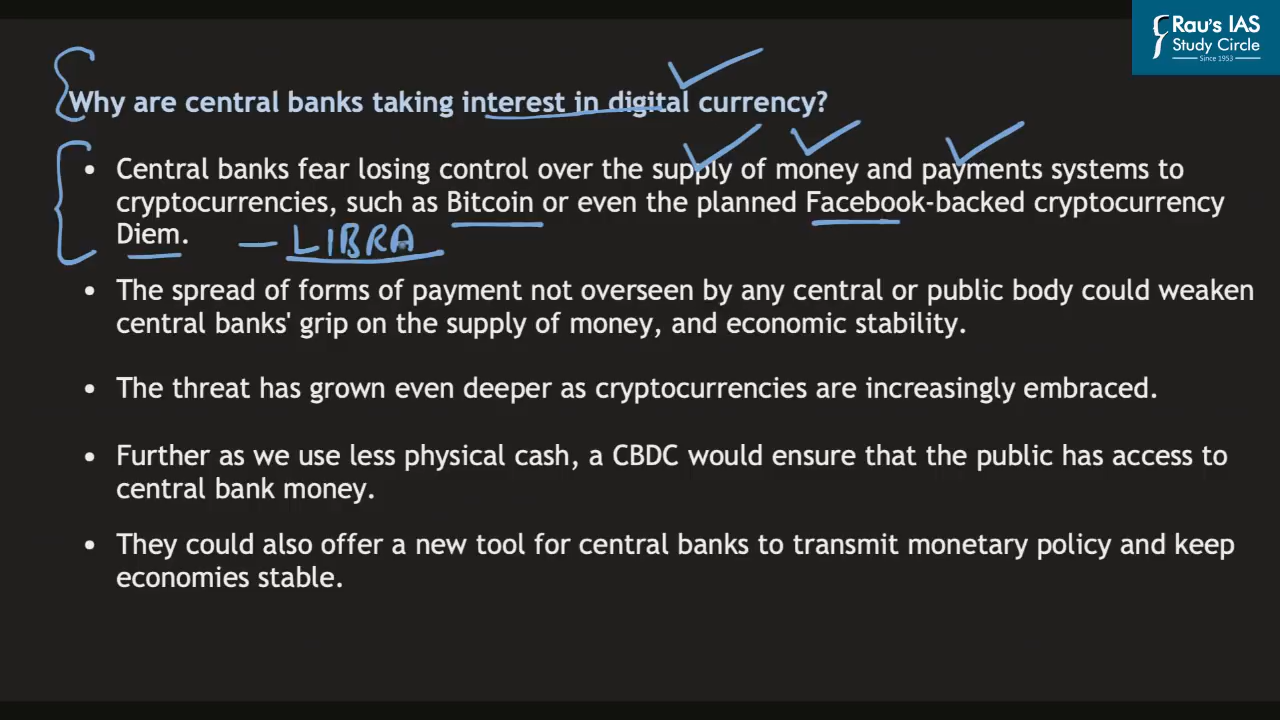 Rau's IAS
Study Circle
Since 1953
Why are central banks taking interest in digital currency?
• Central banks fear losing control over the supply of money and payments systems to
cryptocurrencies, such as Bitcoin or even the planned Facebook-backed cryptocurrency
Diem. — LIBRA
• The spread of forms of payment not overseen by any central or public body could weaken
central banks' grip on the supply of money, and economic stability.
• The threat has grown even deeper as cryptocurrencies are increasingly embraced.
• Further as we use less physical cash, a CBDC would ensure that the public has access to
central bank money.
• They could also offer a new tool for central banks to transmit monetary policy and keep
economies stable.